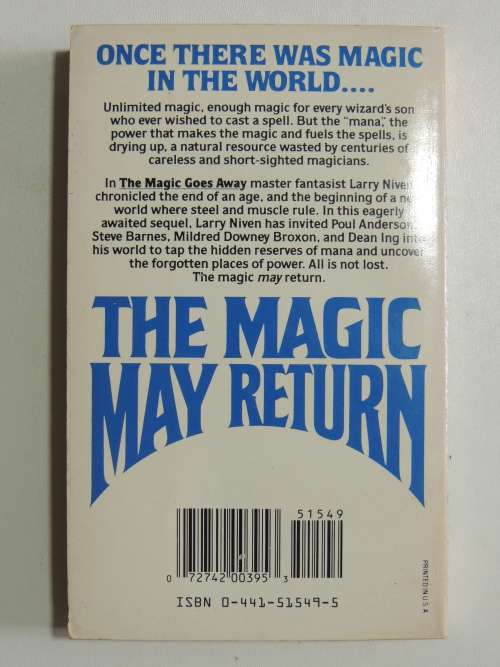 ONCE THERE WAS MAGIC
IN THE WORLD....
Unlimited magic, enough magic for every wizard's son
who ever wished to cast a spell. But the "mana", the
power that makes the magic and fuels the spells, is
drying up, a natural resource wasted by centuries of
careless and short-sighted magicians.
In The Magic Goes Away master fantasist Larry Niven
chronicled the end of an age, and the beginning of a new
world where steel and muscle rule. In this eagerly
awaited sequel, Larry Niven has invited Poul Anderson,
Steve Barnes, Mildred Downey Broxon, and Dean Ing into
his world to tap the hidden reserves of mana and uncover
the forgotten places of power. All is not lost.
The magic may return.
THE MAGIC
MAY RETURN
51549
0 72742 00395 3
ISBN 0-441-51549-5
PRINTED IN U.S.A.